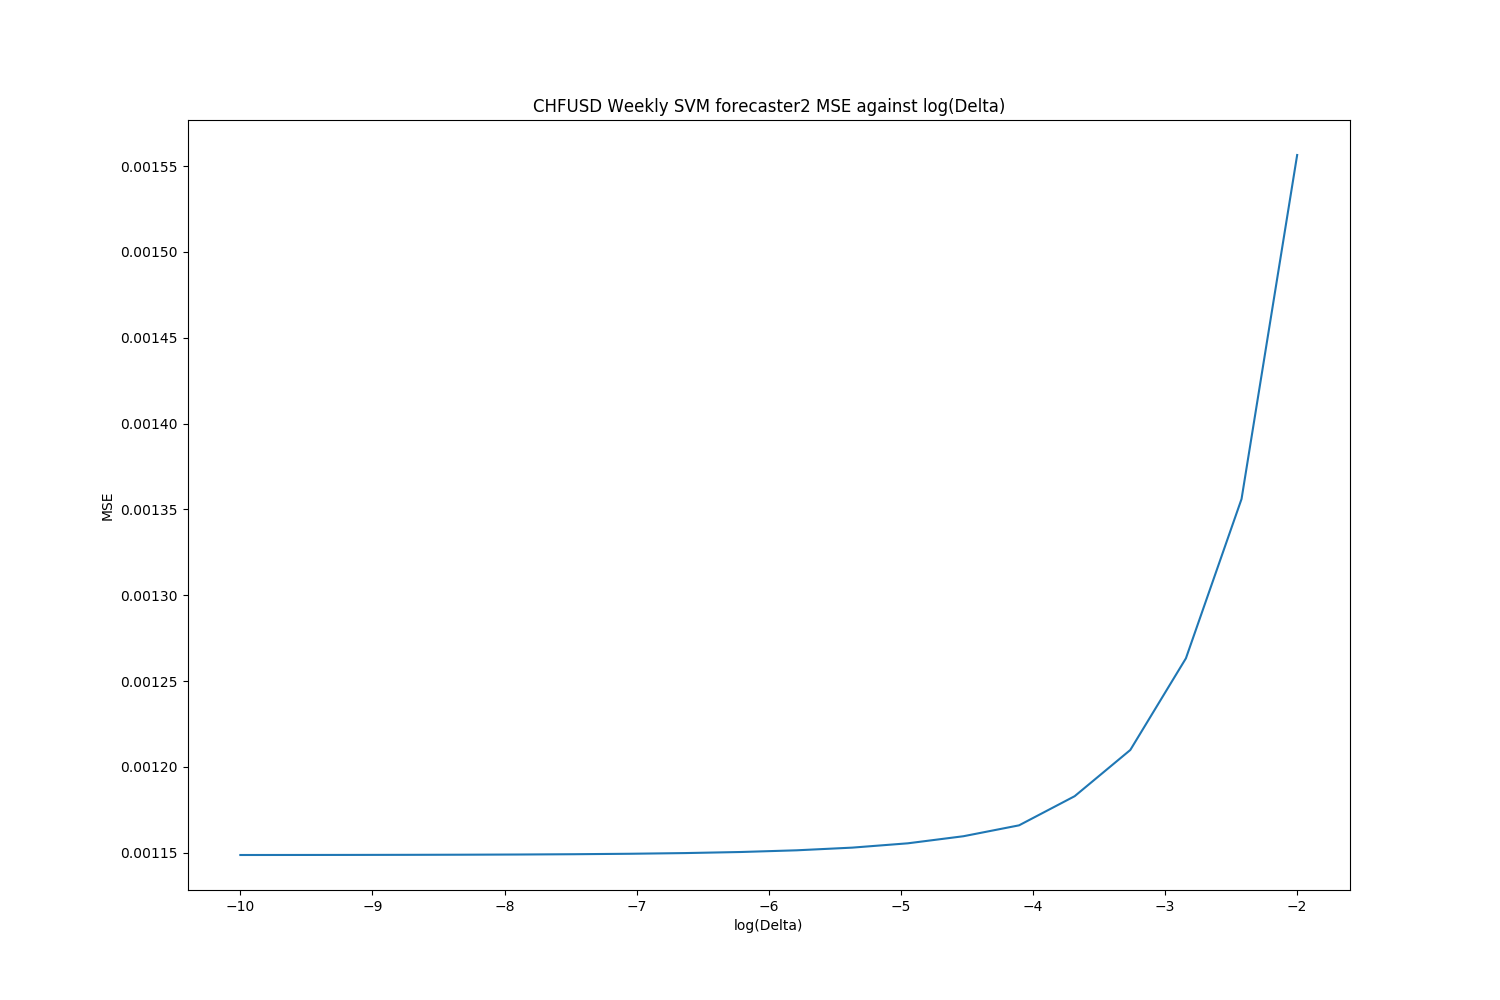 CHFUSD Weekly SVM forecaster2 MSE against log(Delta)
0.00155
0.00150
0.00145
0.00140
MSE
0.00135
0.00130
0.00125
0.00120
0.00115
−10 −9 −8 −7 −6 −5 −4 −3 −2
log(Delta)